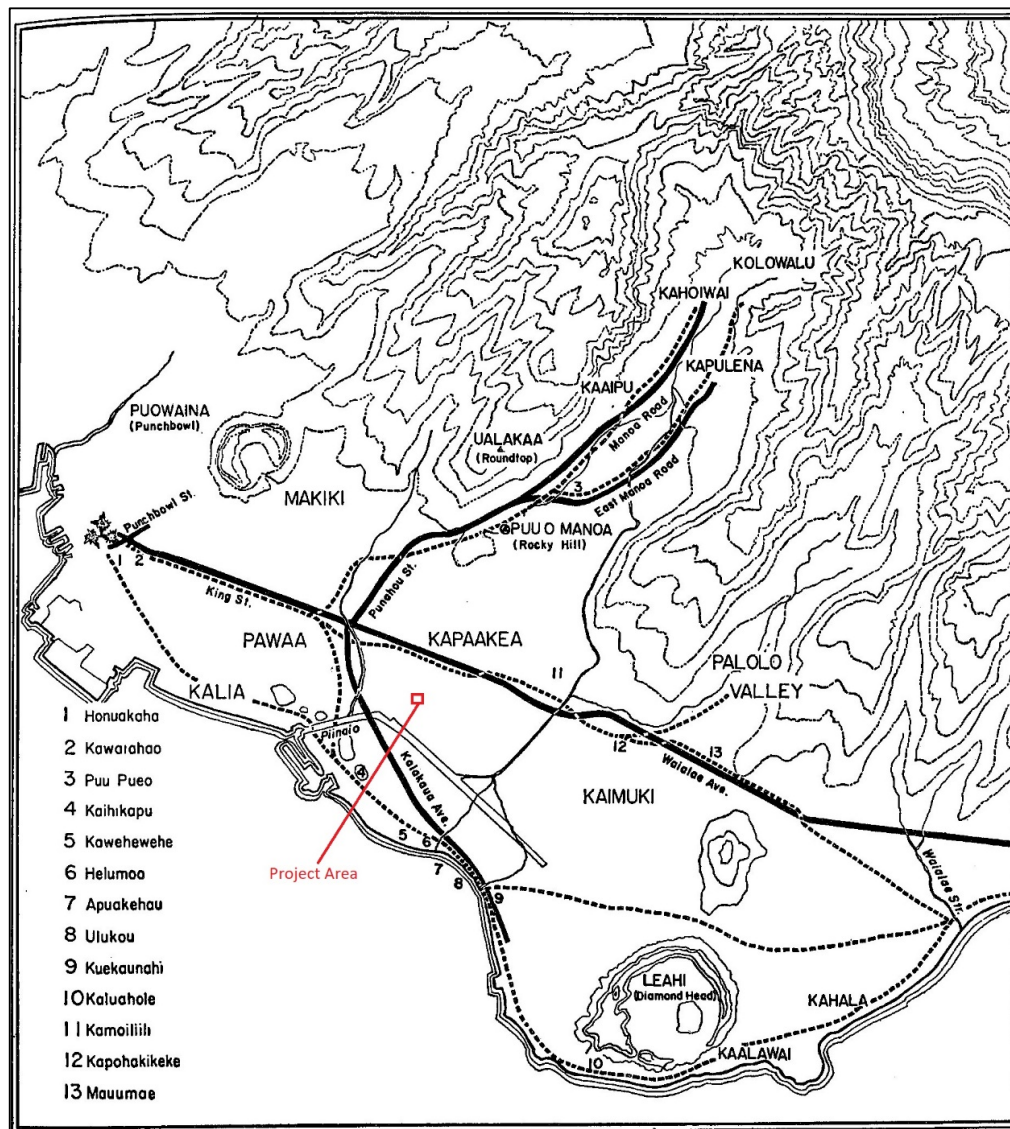 KOLOWALU
KAHOIWAI
KAPULENA
KAAIPU
Manoa Road
PUOWAINA
(Punchbowl)
UALAKAA
(Roundtop)
3
East Manoa Road
MAKIKI
Punchbowl St.
PUU O MANOA
(Rocky Hill)
1 2
King St.
Punahou St.
PAWAA
KAPAAKEA
11
PALOLO
VALLEY
KALIA
Piinaio
12
13
Waialae Ave.
4
Kalakaua Ave.
KAIMUKI
5
6
Project Area
7
8
9
Waialae Str.
LEAHI
(Diamond Head)
KAHALA
KAALAWAI
10
1 Honuakaha
2 Kawarahao
3 Puu Pueo
4 Kaihikapu
5 Kawehewehe
6 Helumoa
7 Apuakehau
8 Ulukou
9 Kuekaunahi
10 Kaluahole
11 Kamoiliili
12 Kapohakikeke
13 Mauumae